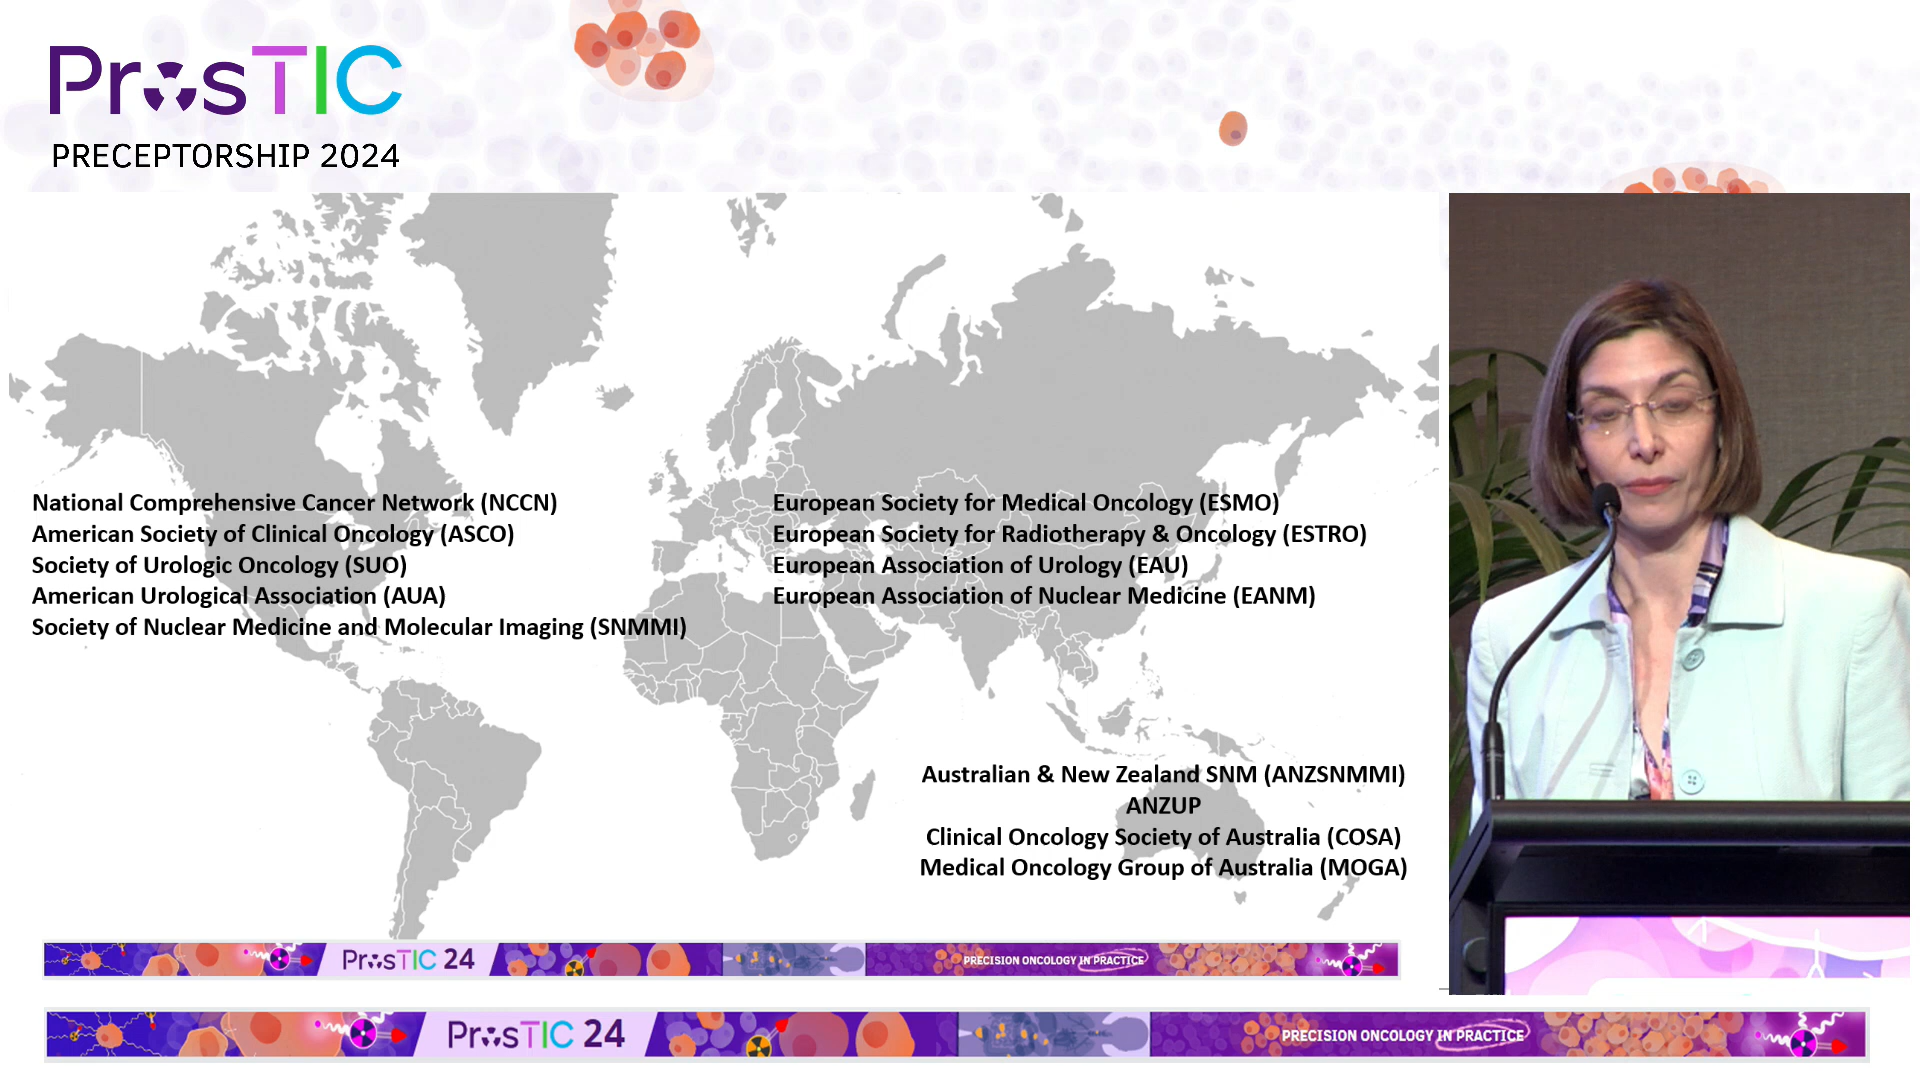 ProsTIC
PRECEPTORSHIP 2024
National Comprehensive Cancer Network (NCCN)
American Society of Clinical Oncology (ASCO)
Society of Urologic Oncology (SUO)
American Urological Association (AUA)
Society of Nuclear Medicine and Molecular Imaging (SNMMI)
European Society for Medical Oncology (ESMO)
European Society for Radiotherapy & Oncology (ESTRO)
European Association of Urology (EAU)
European Association of Nuclear Medicine (EANM)
Australian & New Zealand SNM (ANZSNMMI)
ANZUP
Clinical Oncology Society of Australia (COSA)
Medical Oncology Group of Australia (MOGA)
ProsTIC 24
PRECISION ONCOLOGY IN PRACTICE
ProsTIC 24
PRECISION ONCOLOGY IN PRACTICE